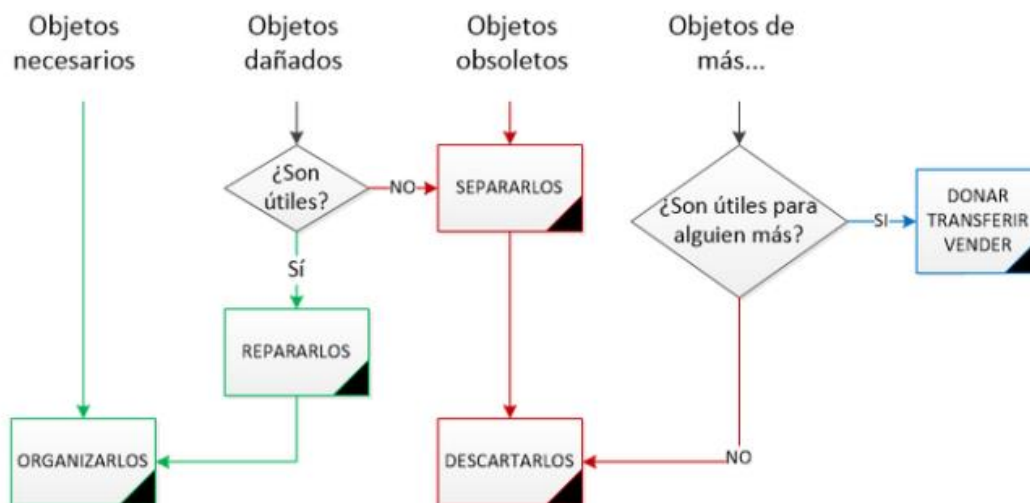 Objetos
necesarios
Objetos
dañados
Objetos
obsoletos
Objetos de
más...
¿Son
útiles?
NO
SEPARARLOS
¿Son útiles para
alguien más?
SI
DONAR
TRANSFERIR
VENDER
Sí
REPARARLOS
ORGANIZARLOS
DESCARTARLOS
NO